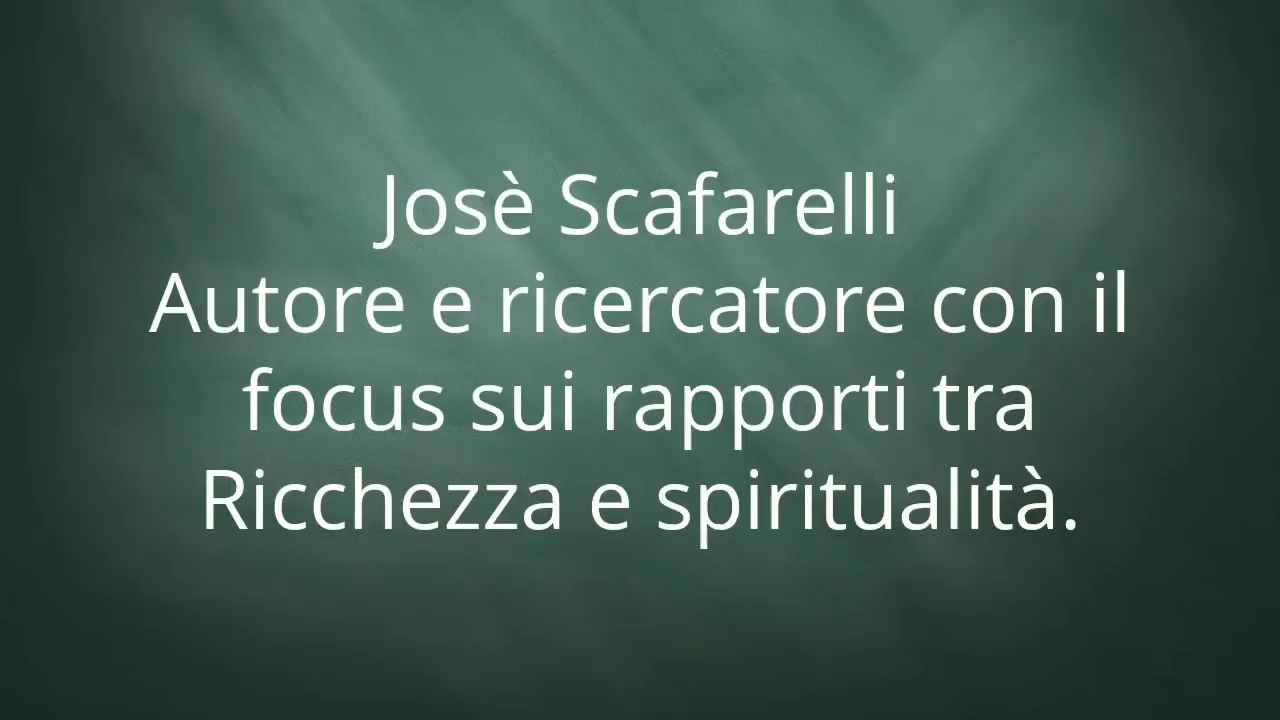 Josè Scafarelli
Autore e ricercatore con il
focus sui rapporti tra
Ricchezza e spiritualità.